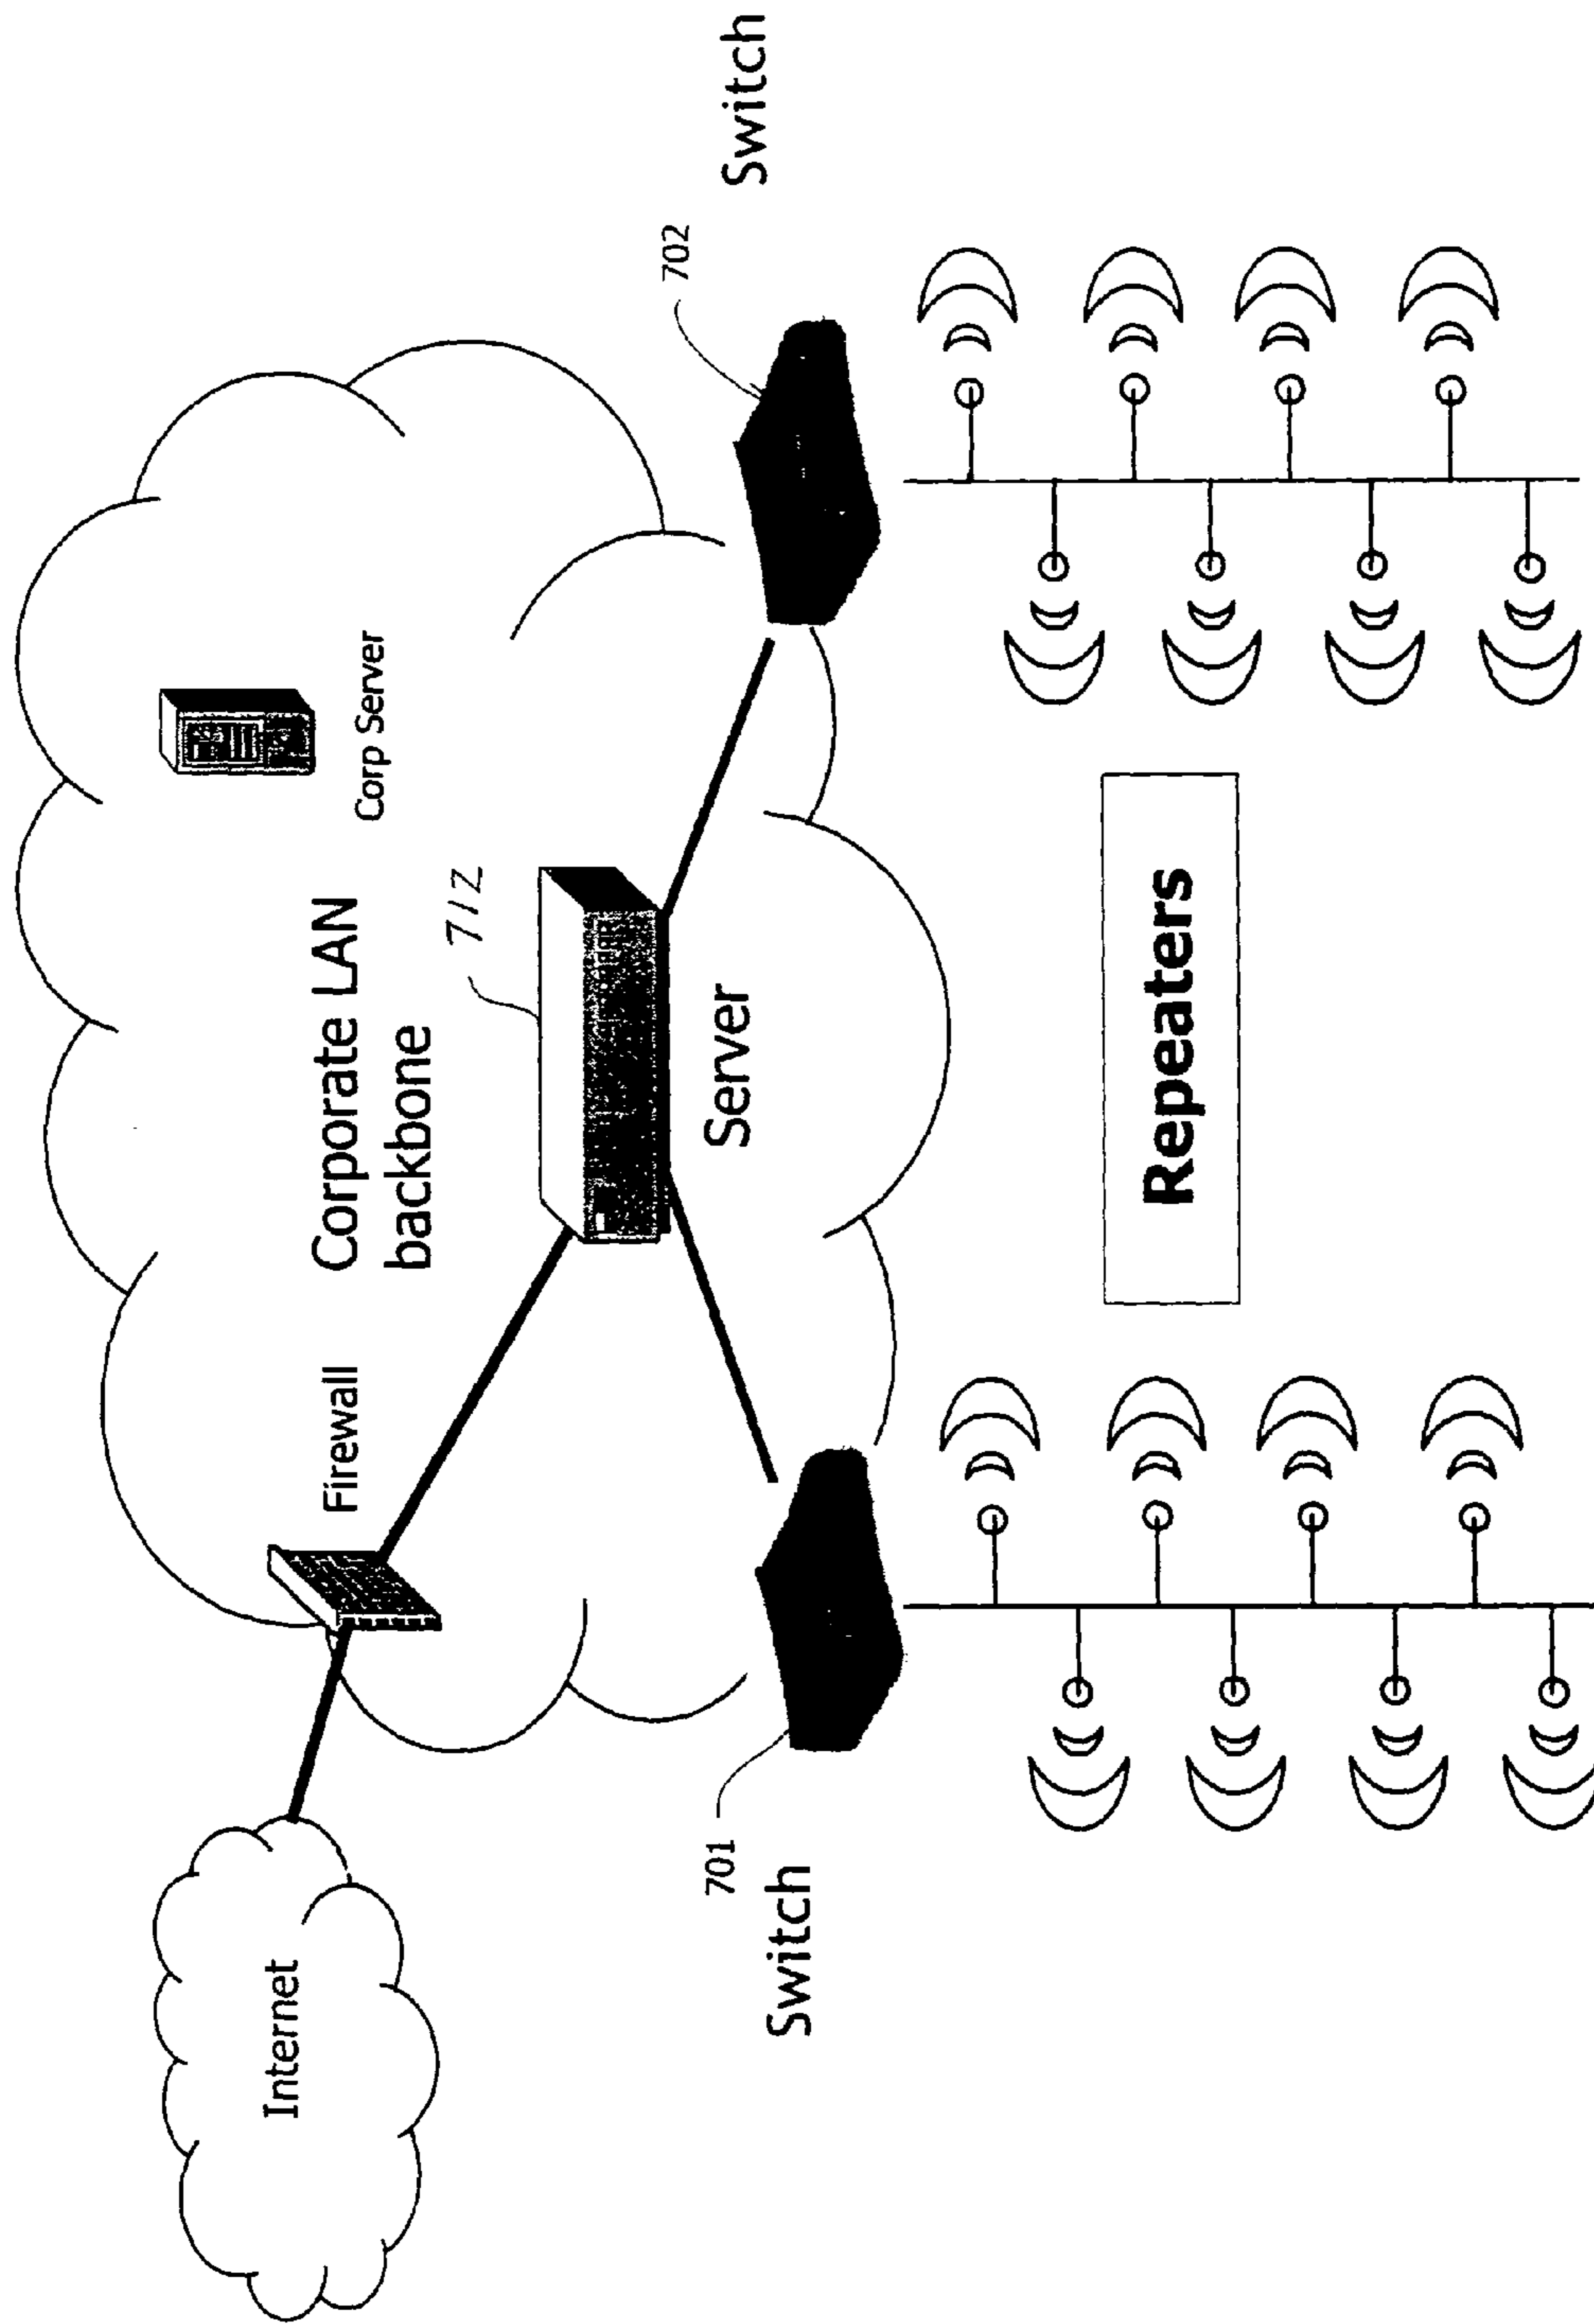 Internet
Firewall
Corporate LAN
backbone
Corp Server
712
Server
701
Switch
702
Switch
Repeaters